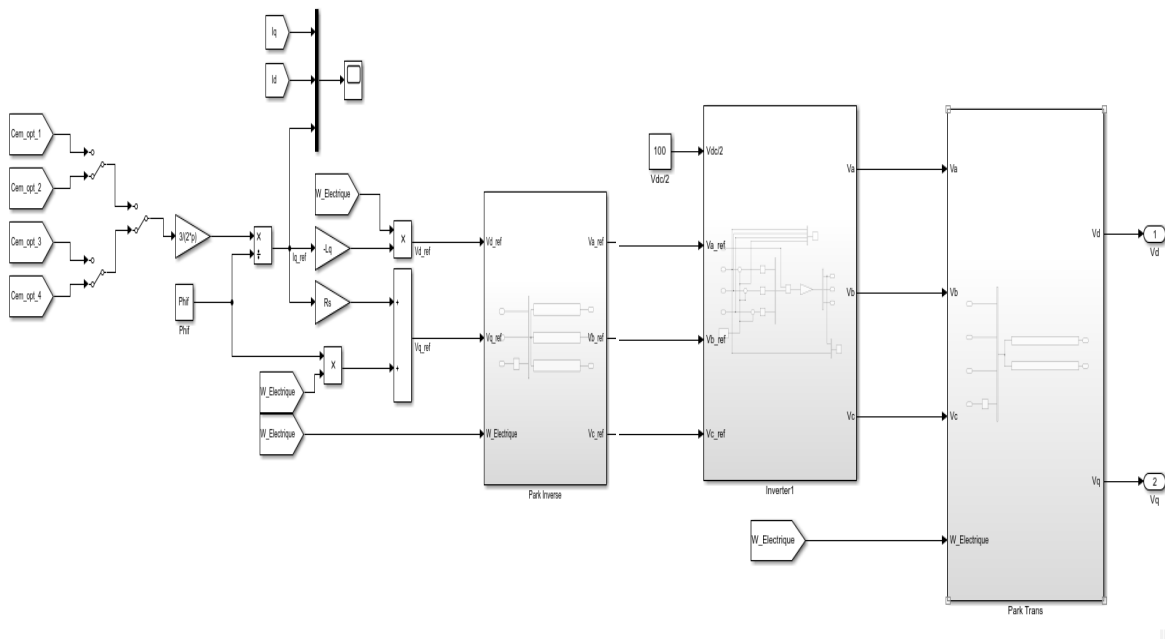 Iq
Id
Cem_opt_1
Cem_opt_2
Cem_opt_3
Cem_opt_4
3/(2*p)
×
÷
Iq_ref
Phif
Phif
W_Electrique
-Lq
×
Vd_ref
Rs
+
+
Vq_ref
×
W_Electrique
W_Electrique
Vd_ref
Vq_ref
W_Electrique
Va_ref
Vb_ref
Vc_ref
Park Inverse
100
Vdc/2
Vdc/2
Va_ref
Vb_ref
Vc_ref
Va
Vb
Vc
Inverter1
W_Electrique
Va
Vb
Vc
W_Electrique
Vd
Vq
Park Trans
1
Vd
2
Vq